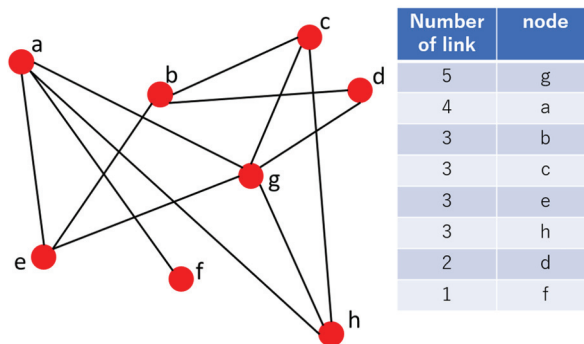 a
c
b
d
g
e
f
h
Number of link
node
5 g
4 a
3 b
3 c
3 e
3 h
2 d
1 f